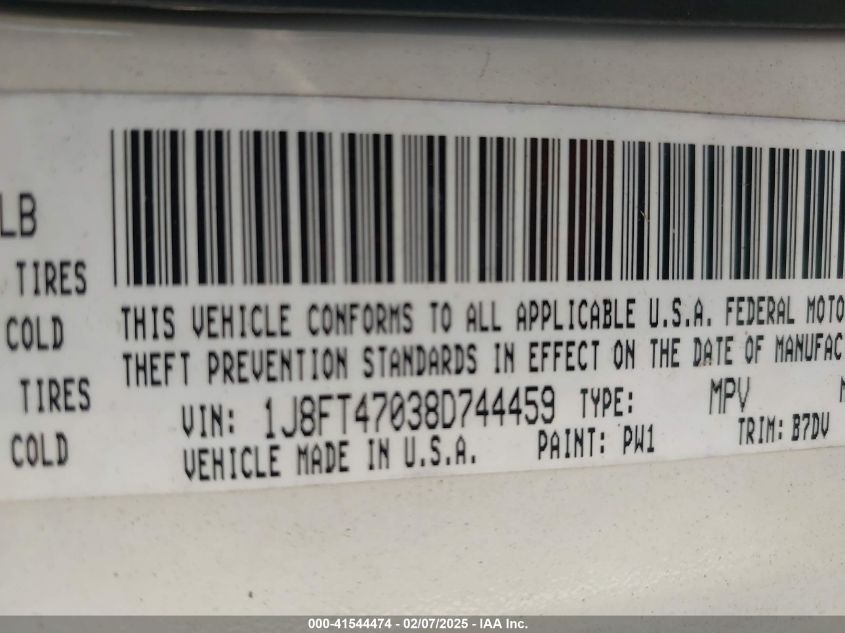 LB
TIRES
COLD
TIRES
COLD
THIS VEHICLE CONFORMS TO ALL APPLICABLE U.S.A. FEDERAL MOTO
THEFT PREVENTION STANDARDS IN EFFECT ON THE DATE OF MANUFAC
VIN: 1J8FT47038D744459 TYPE: MPV
VEHICLE MADE IN U.S.A. PAINT: PW1 TRIM: B7DV
000-41544474 - 02/07/2025 - IAA Inc.